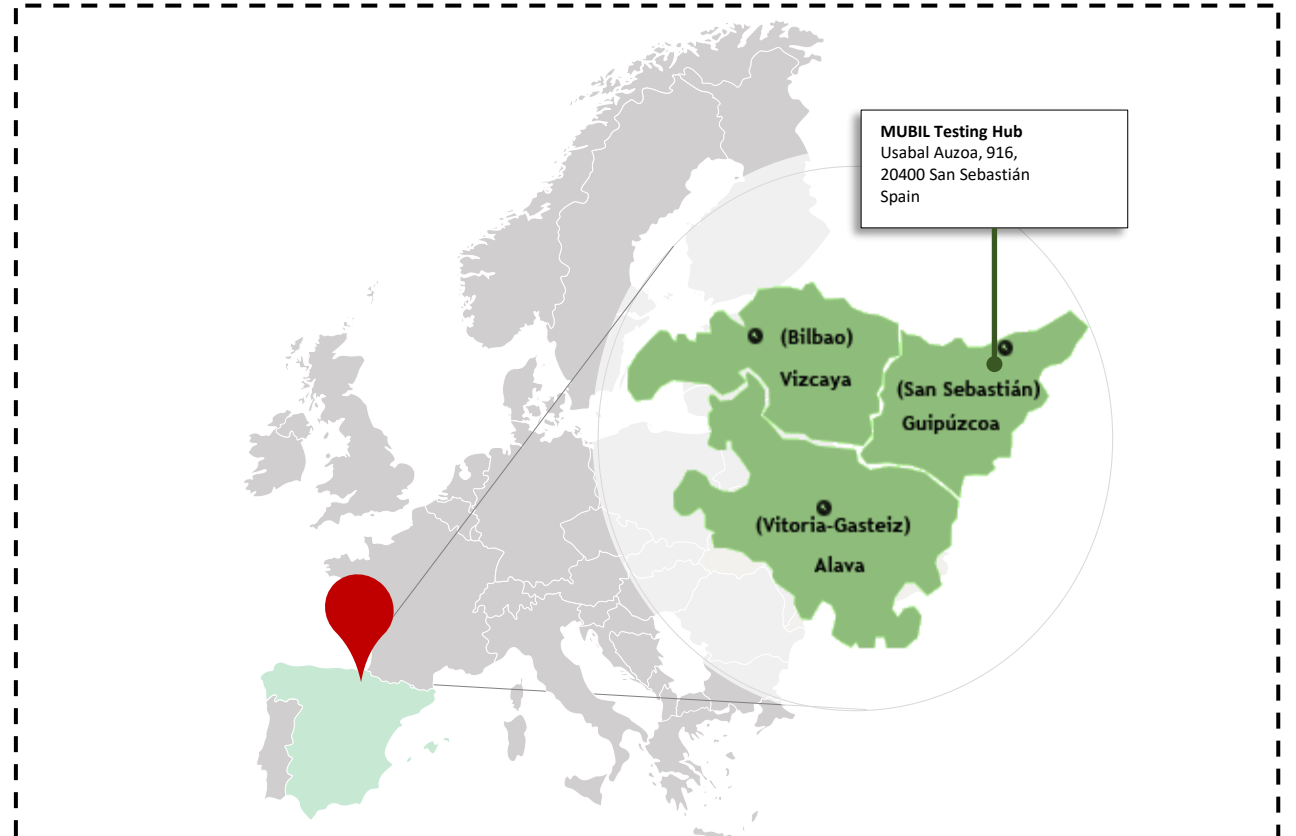 MUBIL Testing Hub
Usabal Auzoa, 916,
20400 San Sebastián
Spain
(Bilbao)
Vizcaya
(San Sebastián)
Guipúzcoa
(Vitoria-Gasteiz)
Alava